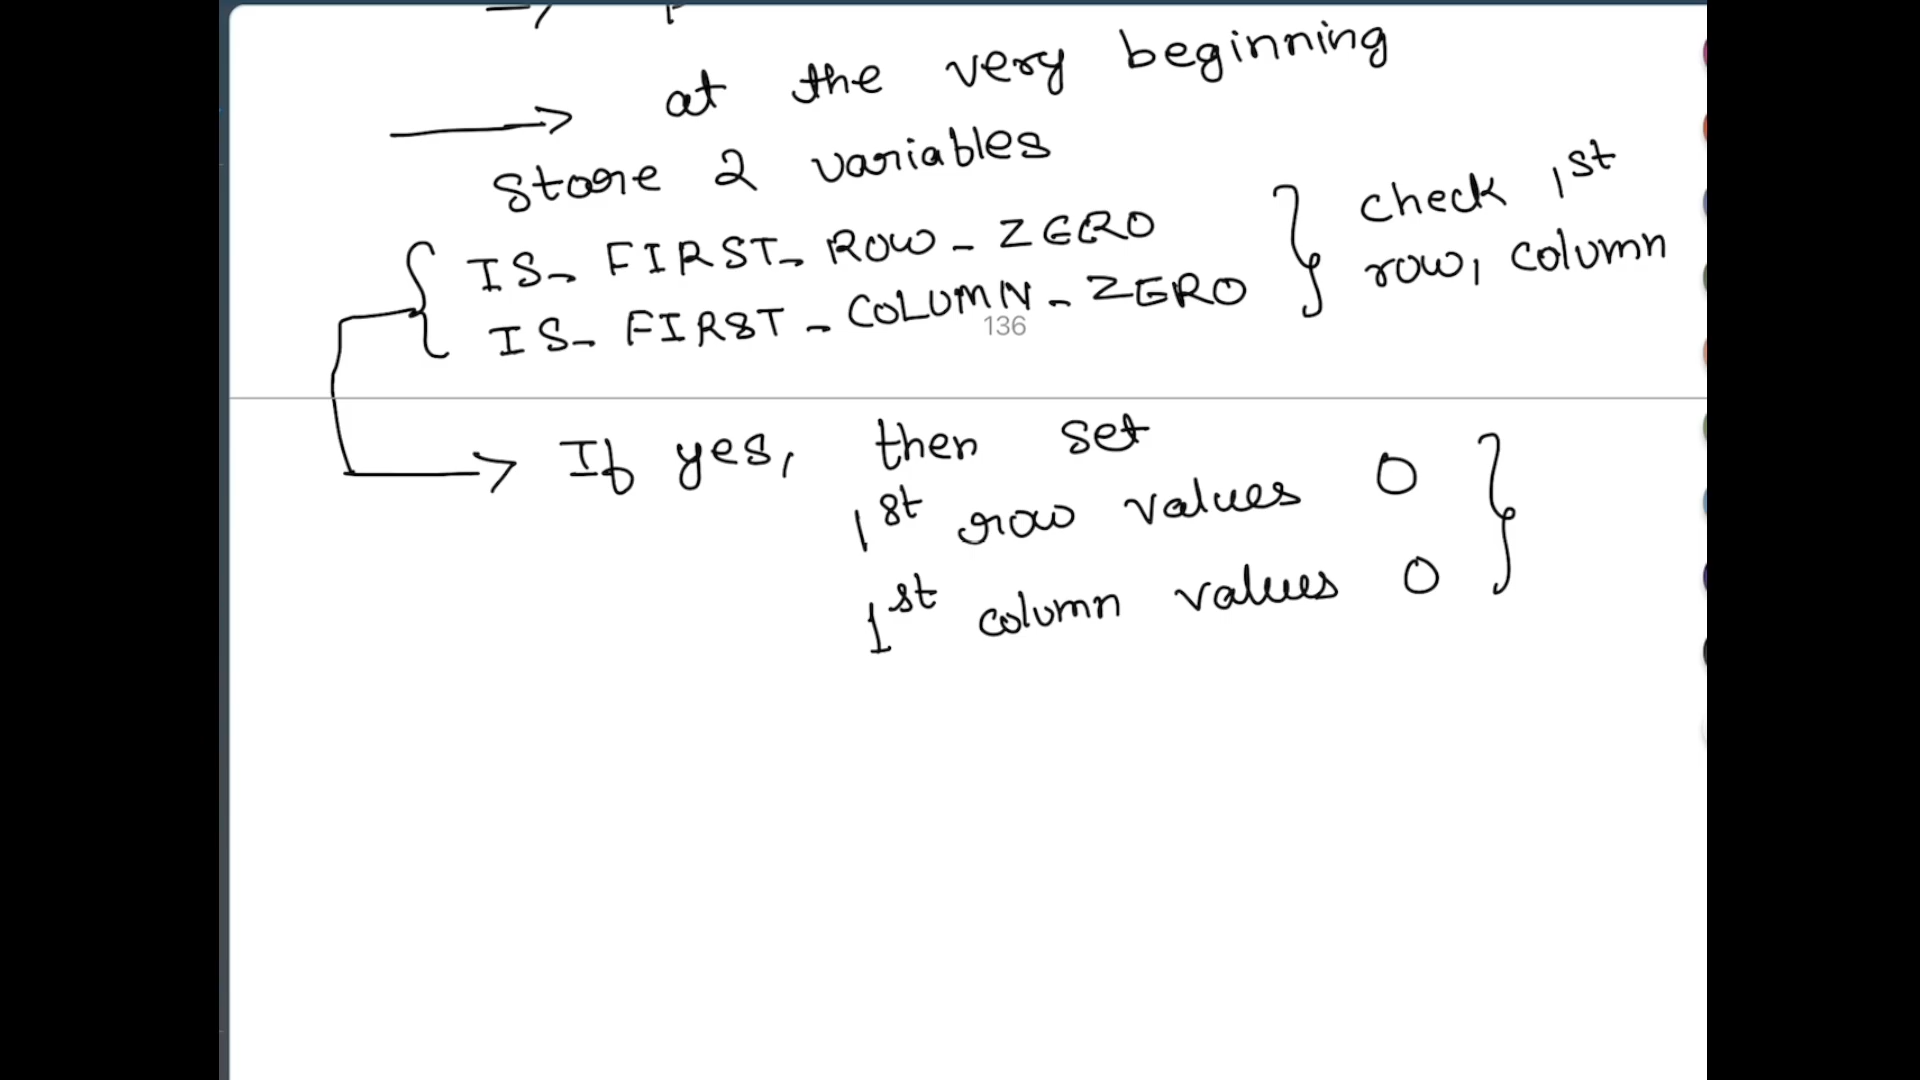 at the very beginning
store 2 variables
IS_FIRST_ROW_ZERO
IS_FIRST_COLUMN_ZERO
check 1st
row, column
136
If yes, then set
1st row values 0
1st column values 0